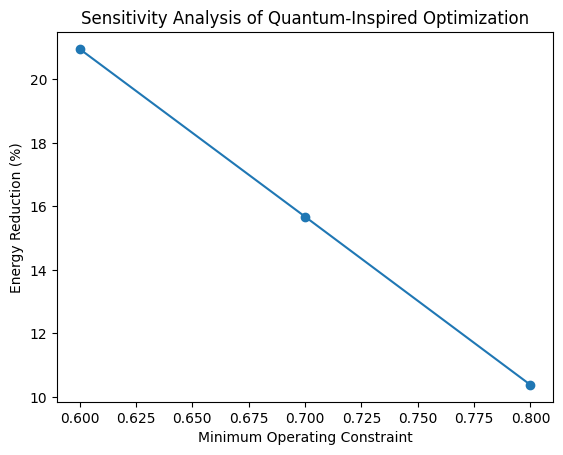 Sensitivity Analysis of Quantum-Inspired Optimization
Energy Reduction (%)
20
18
16
14
12
10
0.600 0.625 0.650 0.675 0.700 0.725 0.750 0.775 0.800
Minimum Operating Constraint